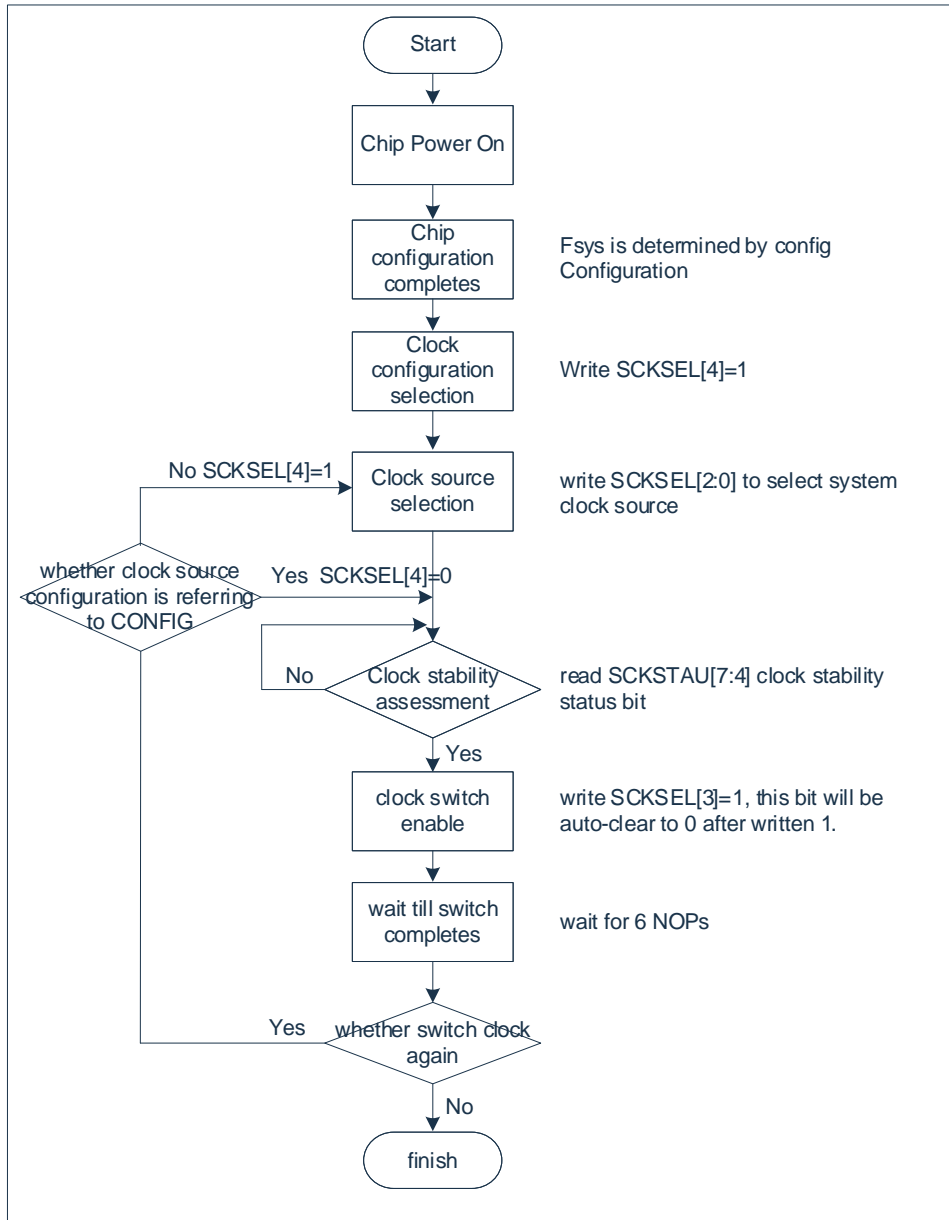 Start
Chip Power On
Chip
configuration
completes
Fsys is determined by config
Configuration
Clock
configuration
selection
Write SCKSEL[4]=1
No SCKSEL[4]=1
Clock source
selection
write SCKSEL[2:0] to select system
clock source
whether clock source
configuration is referring
to CONFIG
Yes SCKSEL[4]=0
No
Clock stability
assessment
read SCKSTAU[7:4] clock stability
status bit
Yes
clock switch
enable
write SCKSEL[3]=1, this bit will be
auto-clear to 0 after written 1.
wait till switch
completes
wait for 6 NOPs
Yes
whether switch clock
again
No
finish